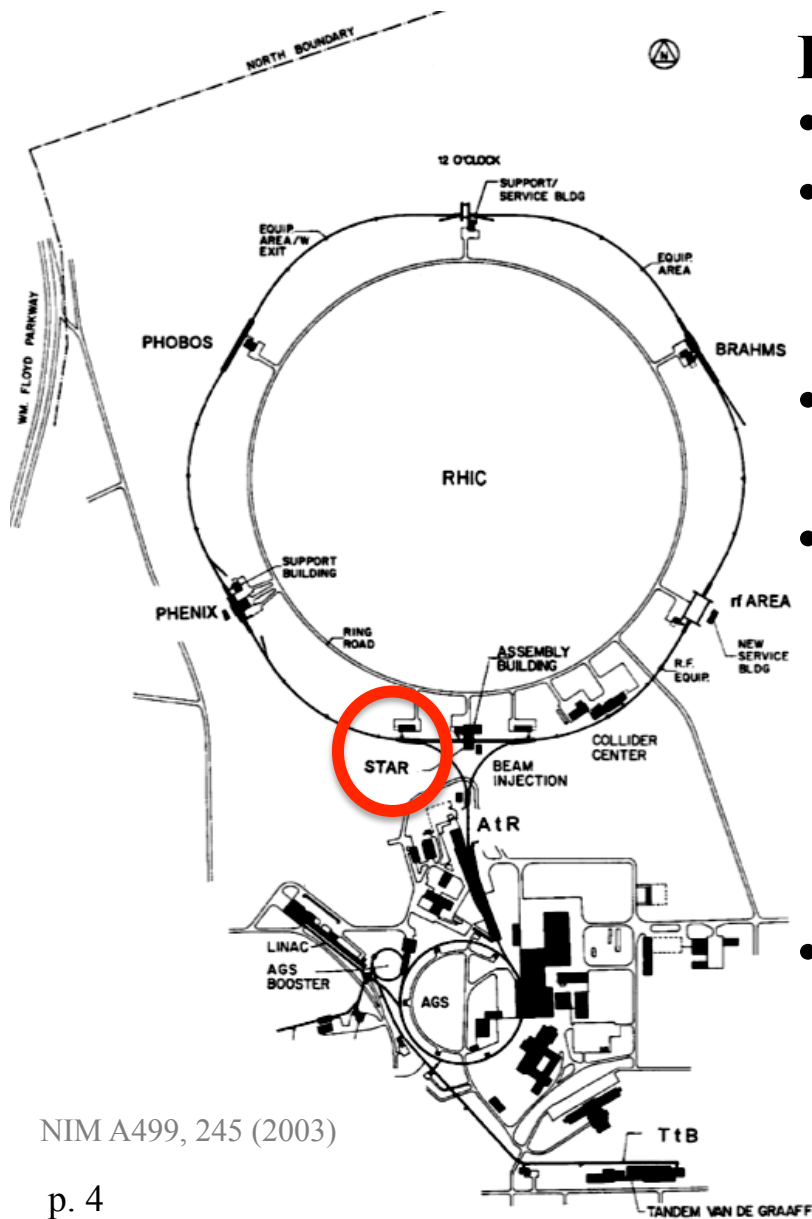 NORTH BOUNDARY
N
12 O'CLOCK
SUPPORT/
SERVICE BLDG
EQUIP.
AREA/W
EXIT
EQUIP.
AREA
WM. FLOYD PARKWAY
PHOBOS
BRAHMS
RHIC
SUPPORT
BUILDING
PHENIX
rf AREA
RING
ROAD
ASSEMBLY
BUILDING
NEW
SERVICE
BLDG
R.F.
EQUIP.
STAR
BEAM
INJECTION
COLLIDER
CENTER
AtR
LINAC
AGS
BOOSTER
AGS
NIM A499, 245 (2003)
TtB
p. 4
TANDEM VAN DE GRAAFF